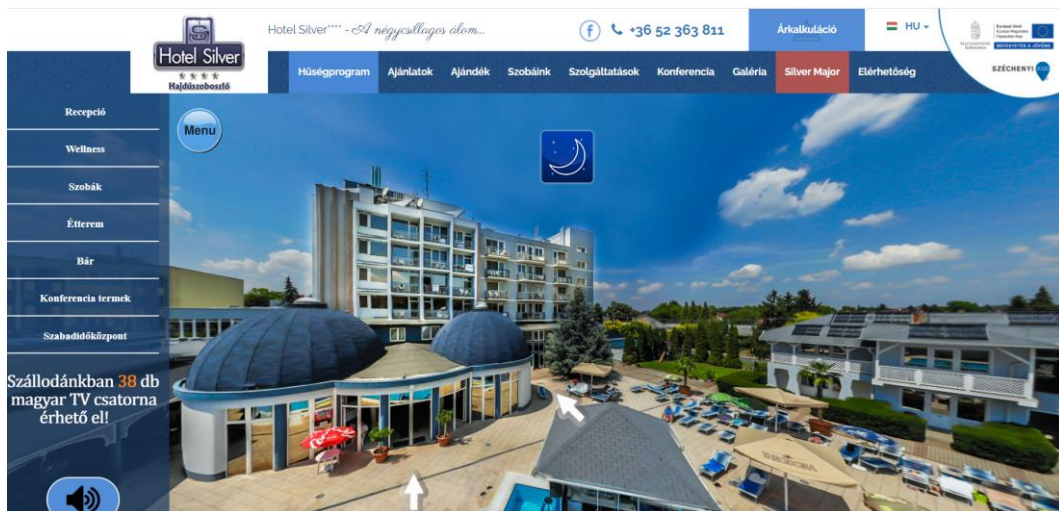 Hotel Silver
Hajdúszoboszló
Hotel Silver**** - A négycsillagos álom...
+36 52 363 811
Árkalkuláció
HU
SZÉCHENYI
Hűségprogram
Ajánlatok
Ajándék
Szobáink
Szolgáltatások
Konferencia
Galéria
Silver Major
Elérhetőség
Recepció
Wellness
Szobák
Étterem
Bár
Konferencia termek
Szabadidőközpont
Szállodánkban 38 db
magyar TV csatorna
érhető el!
Menu